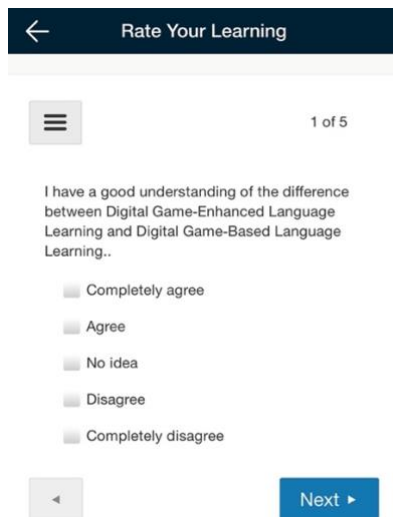 Rate Your Learning
1 of 5
I have a good understanding of the difference
between Digital Game-Enhanced Language
Learning and Digital Game-Based Language
Learning..
Completely agree
Agree
No idea
Disagree
Completely disagree
Next